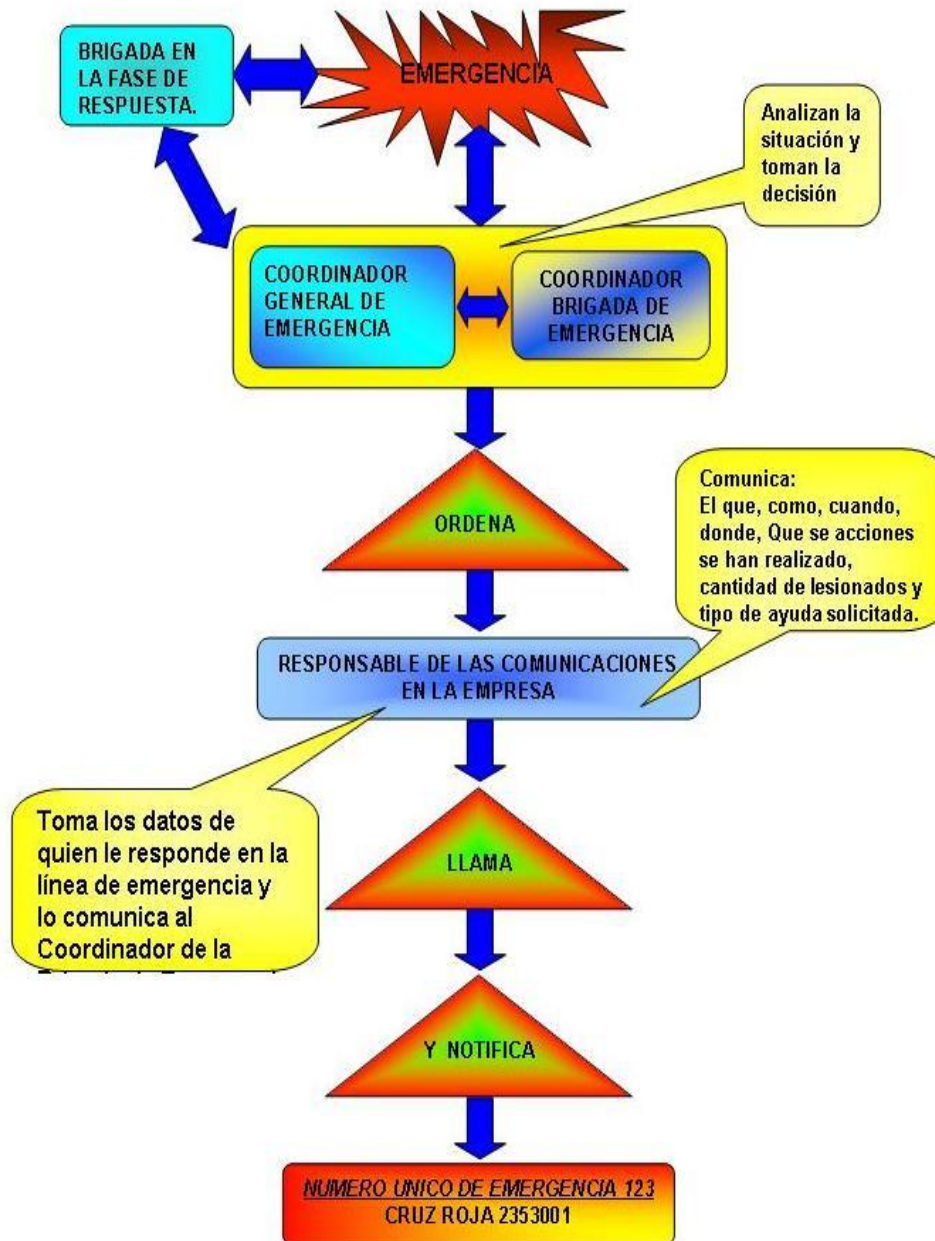 BRIGADA EN
LA FASE DE
RESPUESTA.
EMERGENCIA
Analizan la
situación y
toman la
decisión
COORDINADOR
GENERAL DE
EMERGENCIA
COORDINADOR
BRIGADA DE
EMERGENCIA
ORDENA
Comunica:
El que, como, cuando,
donde, Que se acciones
se han realizado,
cantidad de lesionados y
tipo de ayuda solicitada.
RESPONSABLE DE LAS COMUNICACIONES
EN LA EMPRESA
Toma los datos de
quien le responde en la
línea de emergencia y
lo comunica al
Coordinador de la
LLAMA
Y NOTIFICA
NUMERO UNICO DE EMERGENCIA 123
CRUZ ROJA 2353001